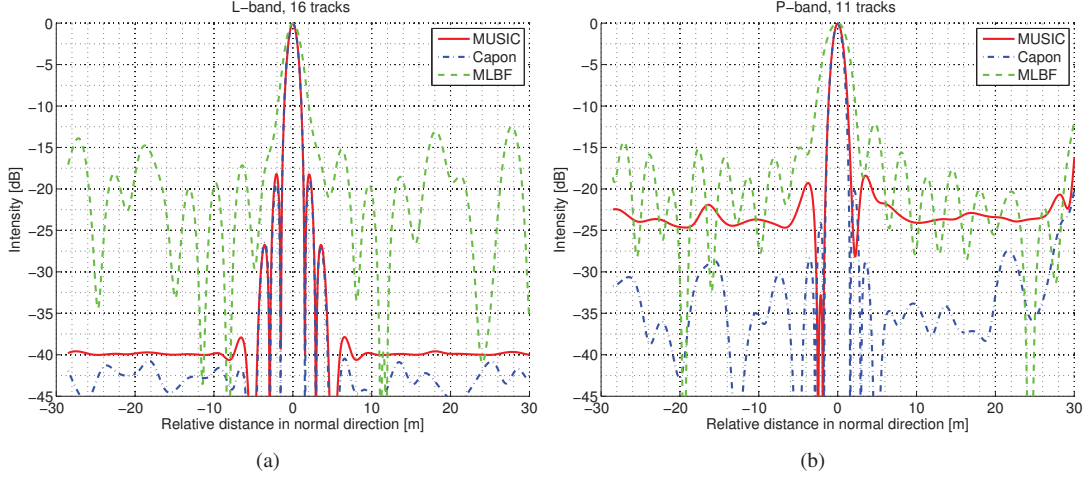 L−band, 16 tracks
0
−5
−10
−15
−20
−25
−30
−35
−40
−45
−30
−20
−10
0
10
20
30
Intensity [dB]
Relative distance in normal direction [m]
MUSIC
Capon
MLBF
(a)
P−band, 11 tracks
0
−5
−10
−15
−20
−25
−30
−35
−40
−45
−30
−20
−10
0
10
20
30
Intensity [dB]
Relative distance in normal direction [m]
MUSIC
Capon
MLBF
(b)